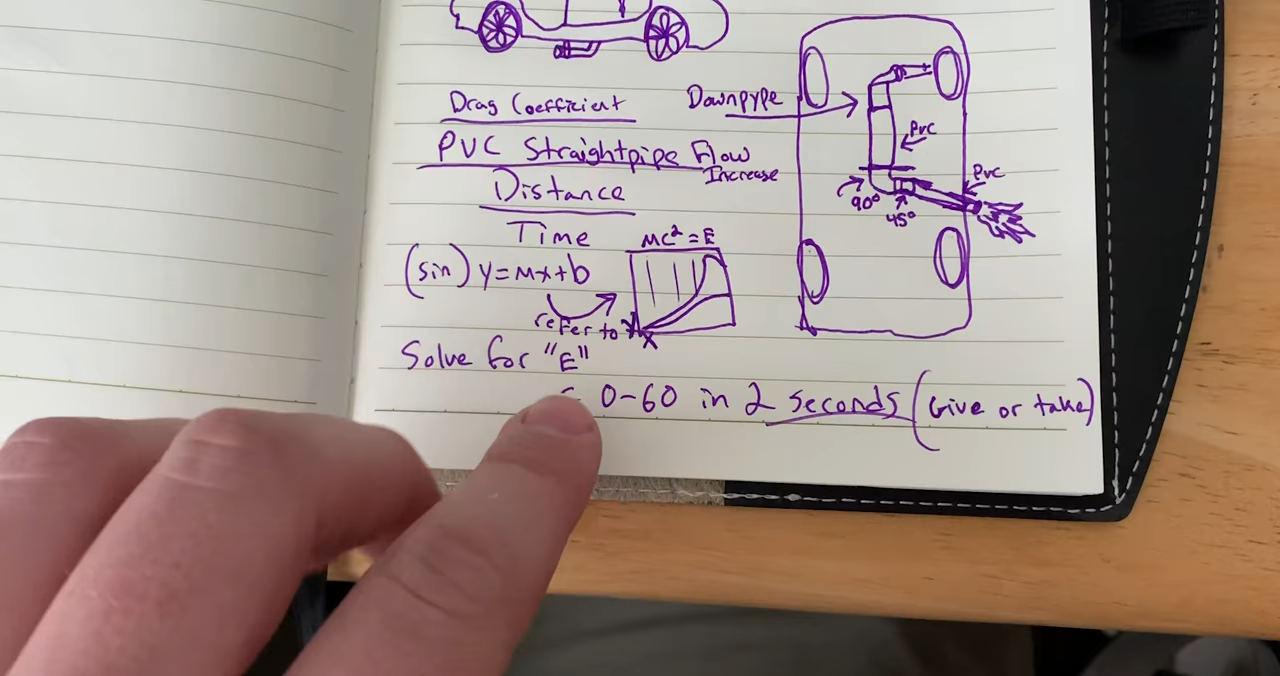 Drag Coefficient
Downpype
PVC Straightpipe Flow
Increase
Distance
Time
(sin) y=mx+b
MC²=E
refer to
y
x
Solve for "E"
= 0-60 in 2 seconds (Give or take)
PVC
PVC
90°
45°